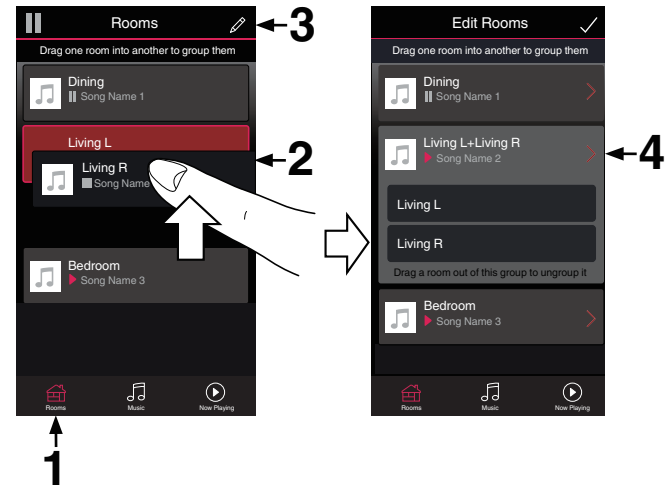 Rooms
3
Drag one room into another to group them
Dining
Song Name 1
Living L
Living R
Song Name
2
Bedroom
Song Name 3
Rooms
Music
Now Playing
1
Edit Rooms
Drag one room into another to group them
Dining
Song Name 1
Living L+Living R
Song Name 2
4
Living L
Living R
Drag a room out of this group to ungroup it
Bedroom
Song Name 3
Rooms
Music
Now Playing